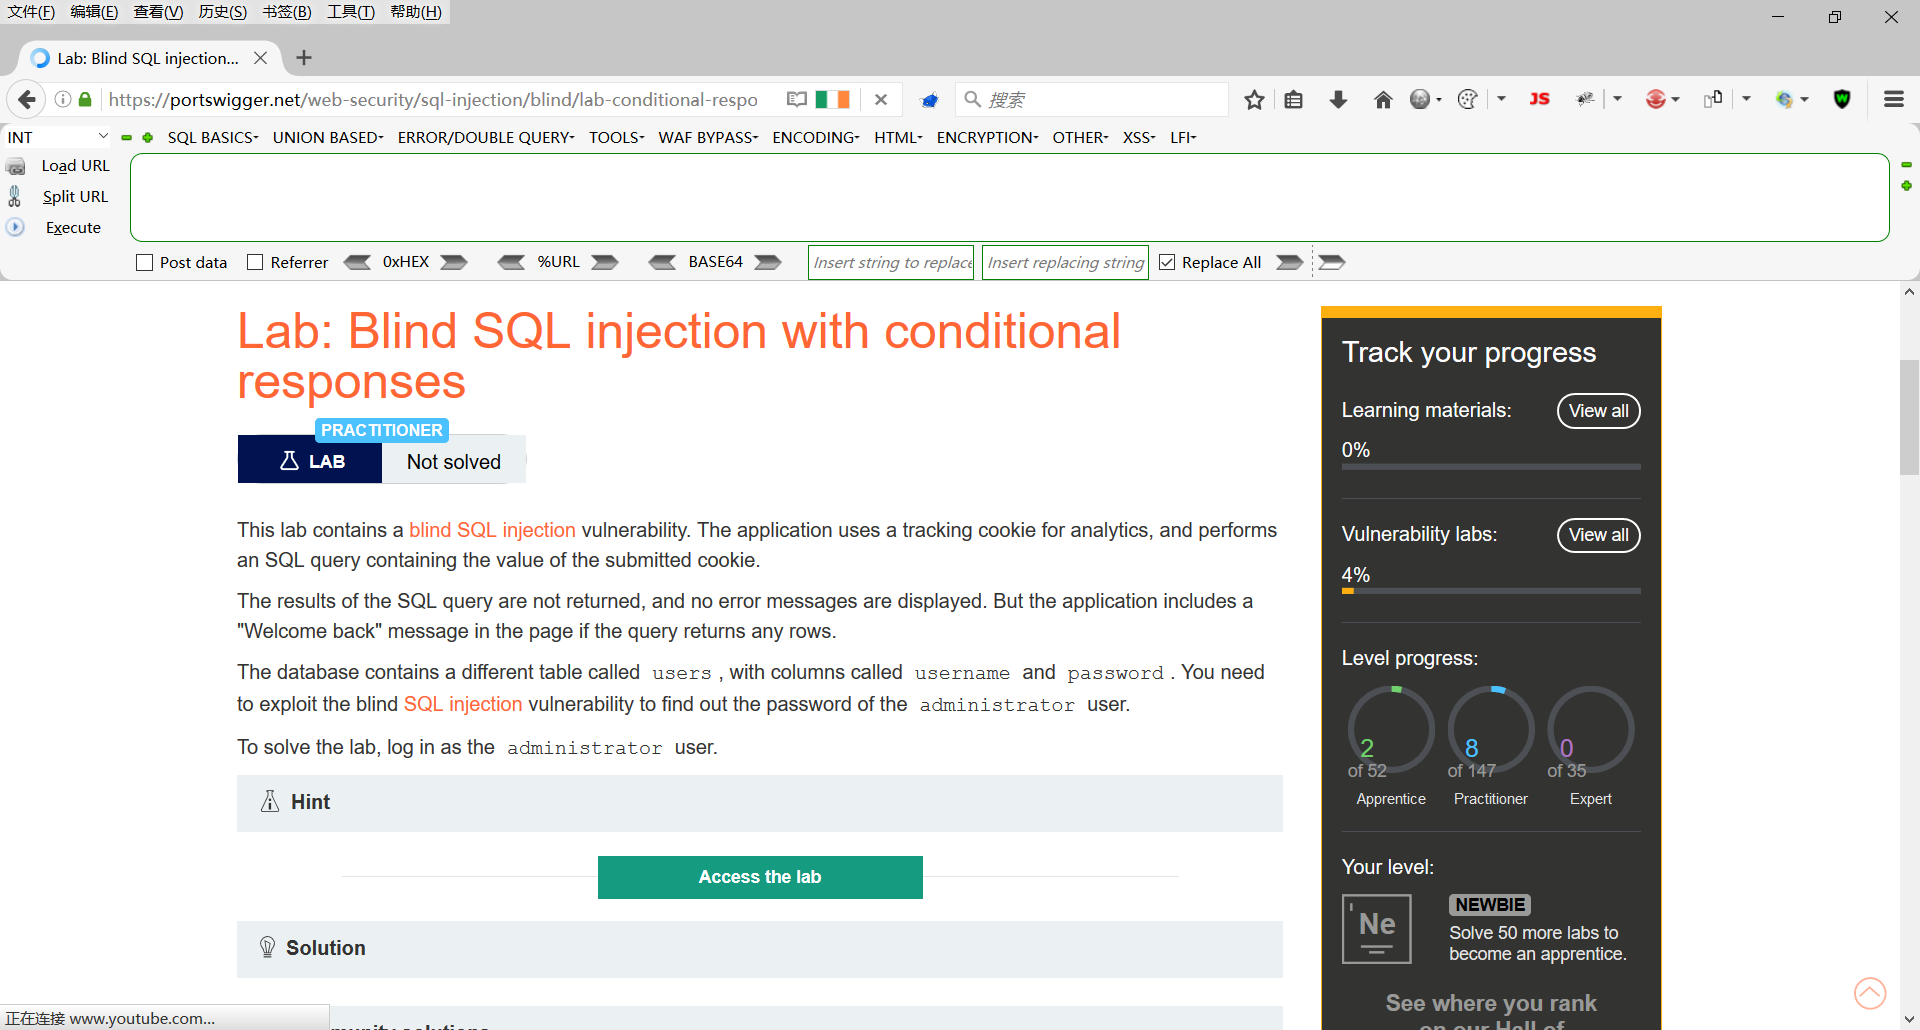 文件(F) 编辑(E) 查看(V) 历史(S) 书签(B) 工具(T) 帮助(H)
Lab: Blind SQL injection...
https://portswigger.net/web-security/sql-injection/blind/lab-conditional-respo
搜索
JS
INT
SQL BASICS UNION BASED ERROR/DOUBLE QUERY TOOLS WAF BYPASS ENCODING HTML ENCRYPTION OTHER XSS LFI
Load URL
Split URL
Execute
Post data Referrer 0xHEX %URL BASE64 Insert string to replace Insert replacing string Replace All
Lab: Blind SQL injection with conditional
responses
PRACTITIONER
LAB Not solved
This lab contains a blind SQL injection vulnerability. The application uses a tracking cookie for analytics, and performs
an SQL query containing the value of the submitted cookie.
The results of the SQL query are not returned, and no error messages are displayed. But the application includes a
"Welcome back" message in the page if the query returns any rows.
The database contains a different table called users, with columns called username and password. You need
to exploit the blind SQL injection vulnerability to find out the password of the administrator user.
To solve the lab, log in as the administrator user.
Hint
Access the lab
Solution
Track your progress
Learning materials: View all
0%
Vulnerability labs: View all
4%
Level progress:
2 8 0
of 52 of 147 of 35
Apprentice Practitioner Expert
Your level:
Ne
NEWBIE
Solve 50 more labs to
become an apprentice.
See where you rank
on our Hall of
正在连接 www.youtube.com...